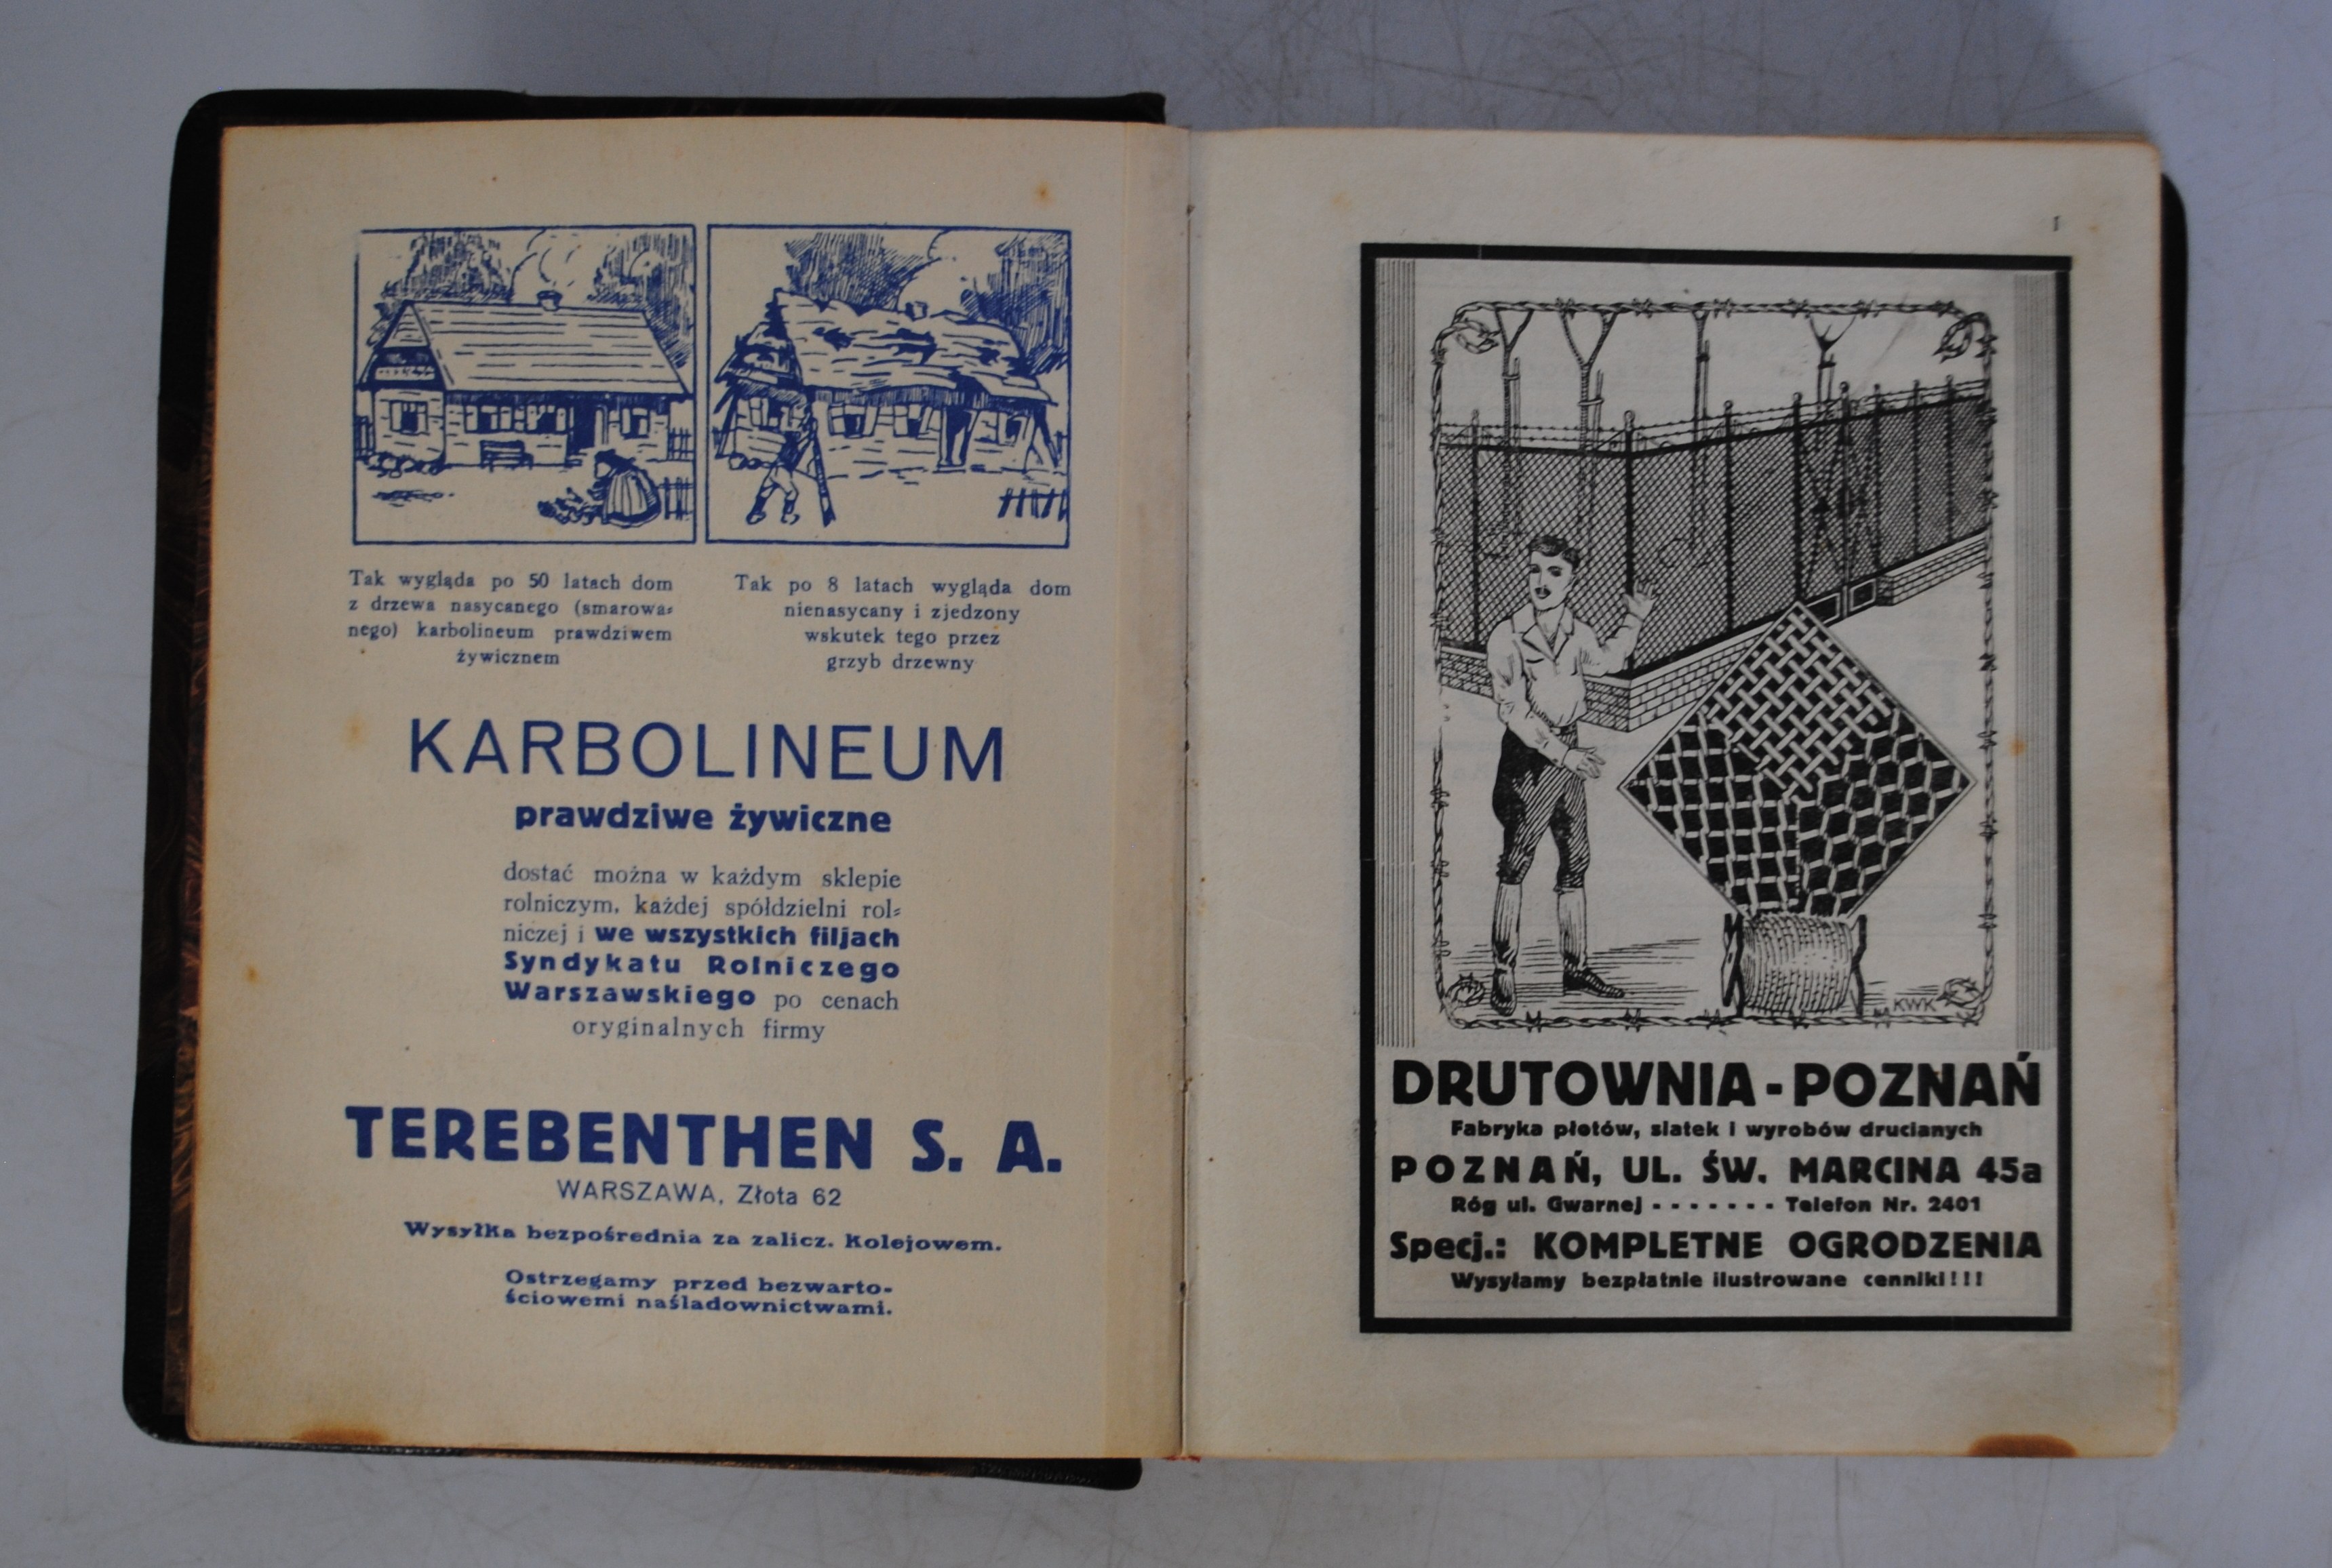 Tak wygląda po 50 latach dom
z drzewa nasycanego (smarowa-
nego) karbolineum prawdziwem
żywicznem
Tak po 8 latach wygląda dom
nienasycany i zjedzony
wskutek tego przez
grzyb drzewny
KARBOLINEUM
prawdziwe żywiczne
dostać można w każdym sklepie
rolniczym, każdej spółdzielni rol-
niczej i we wszystkich filjach
Syndykatu Rolniczego
Warszawskiego po cenach
oryginalnych firmy
TEREBENTHEN S. A.
WARSZAWA, Złota 62
Wysyłka bezpośrednia za zalicz. Kolejowem.
Ostrzegamy przed bezwarto-
ściowemi naśladownictwami.
1
KWK
DRUTOWNIA - POZNAŃ
Fabryka płotów, siatek i wyrobów drucianych
POZNAŃ, UL. ŚW. MARCINA 45a
Róg ul. Gwarnej - - - - - - - Telefon Nr. 2401
Specj.: KOMPLETNE OGRODZENIA
Wysyłamy bezpłatnie ilustrowane cenniki!!!